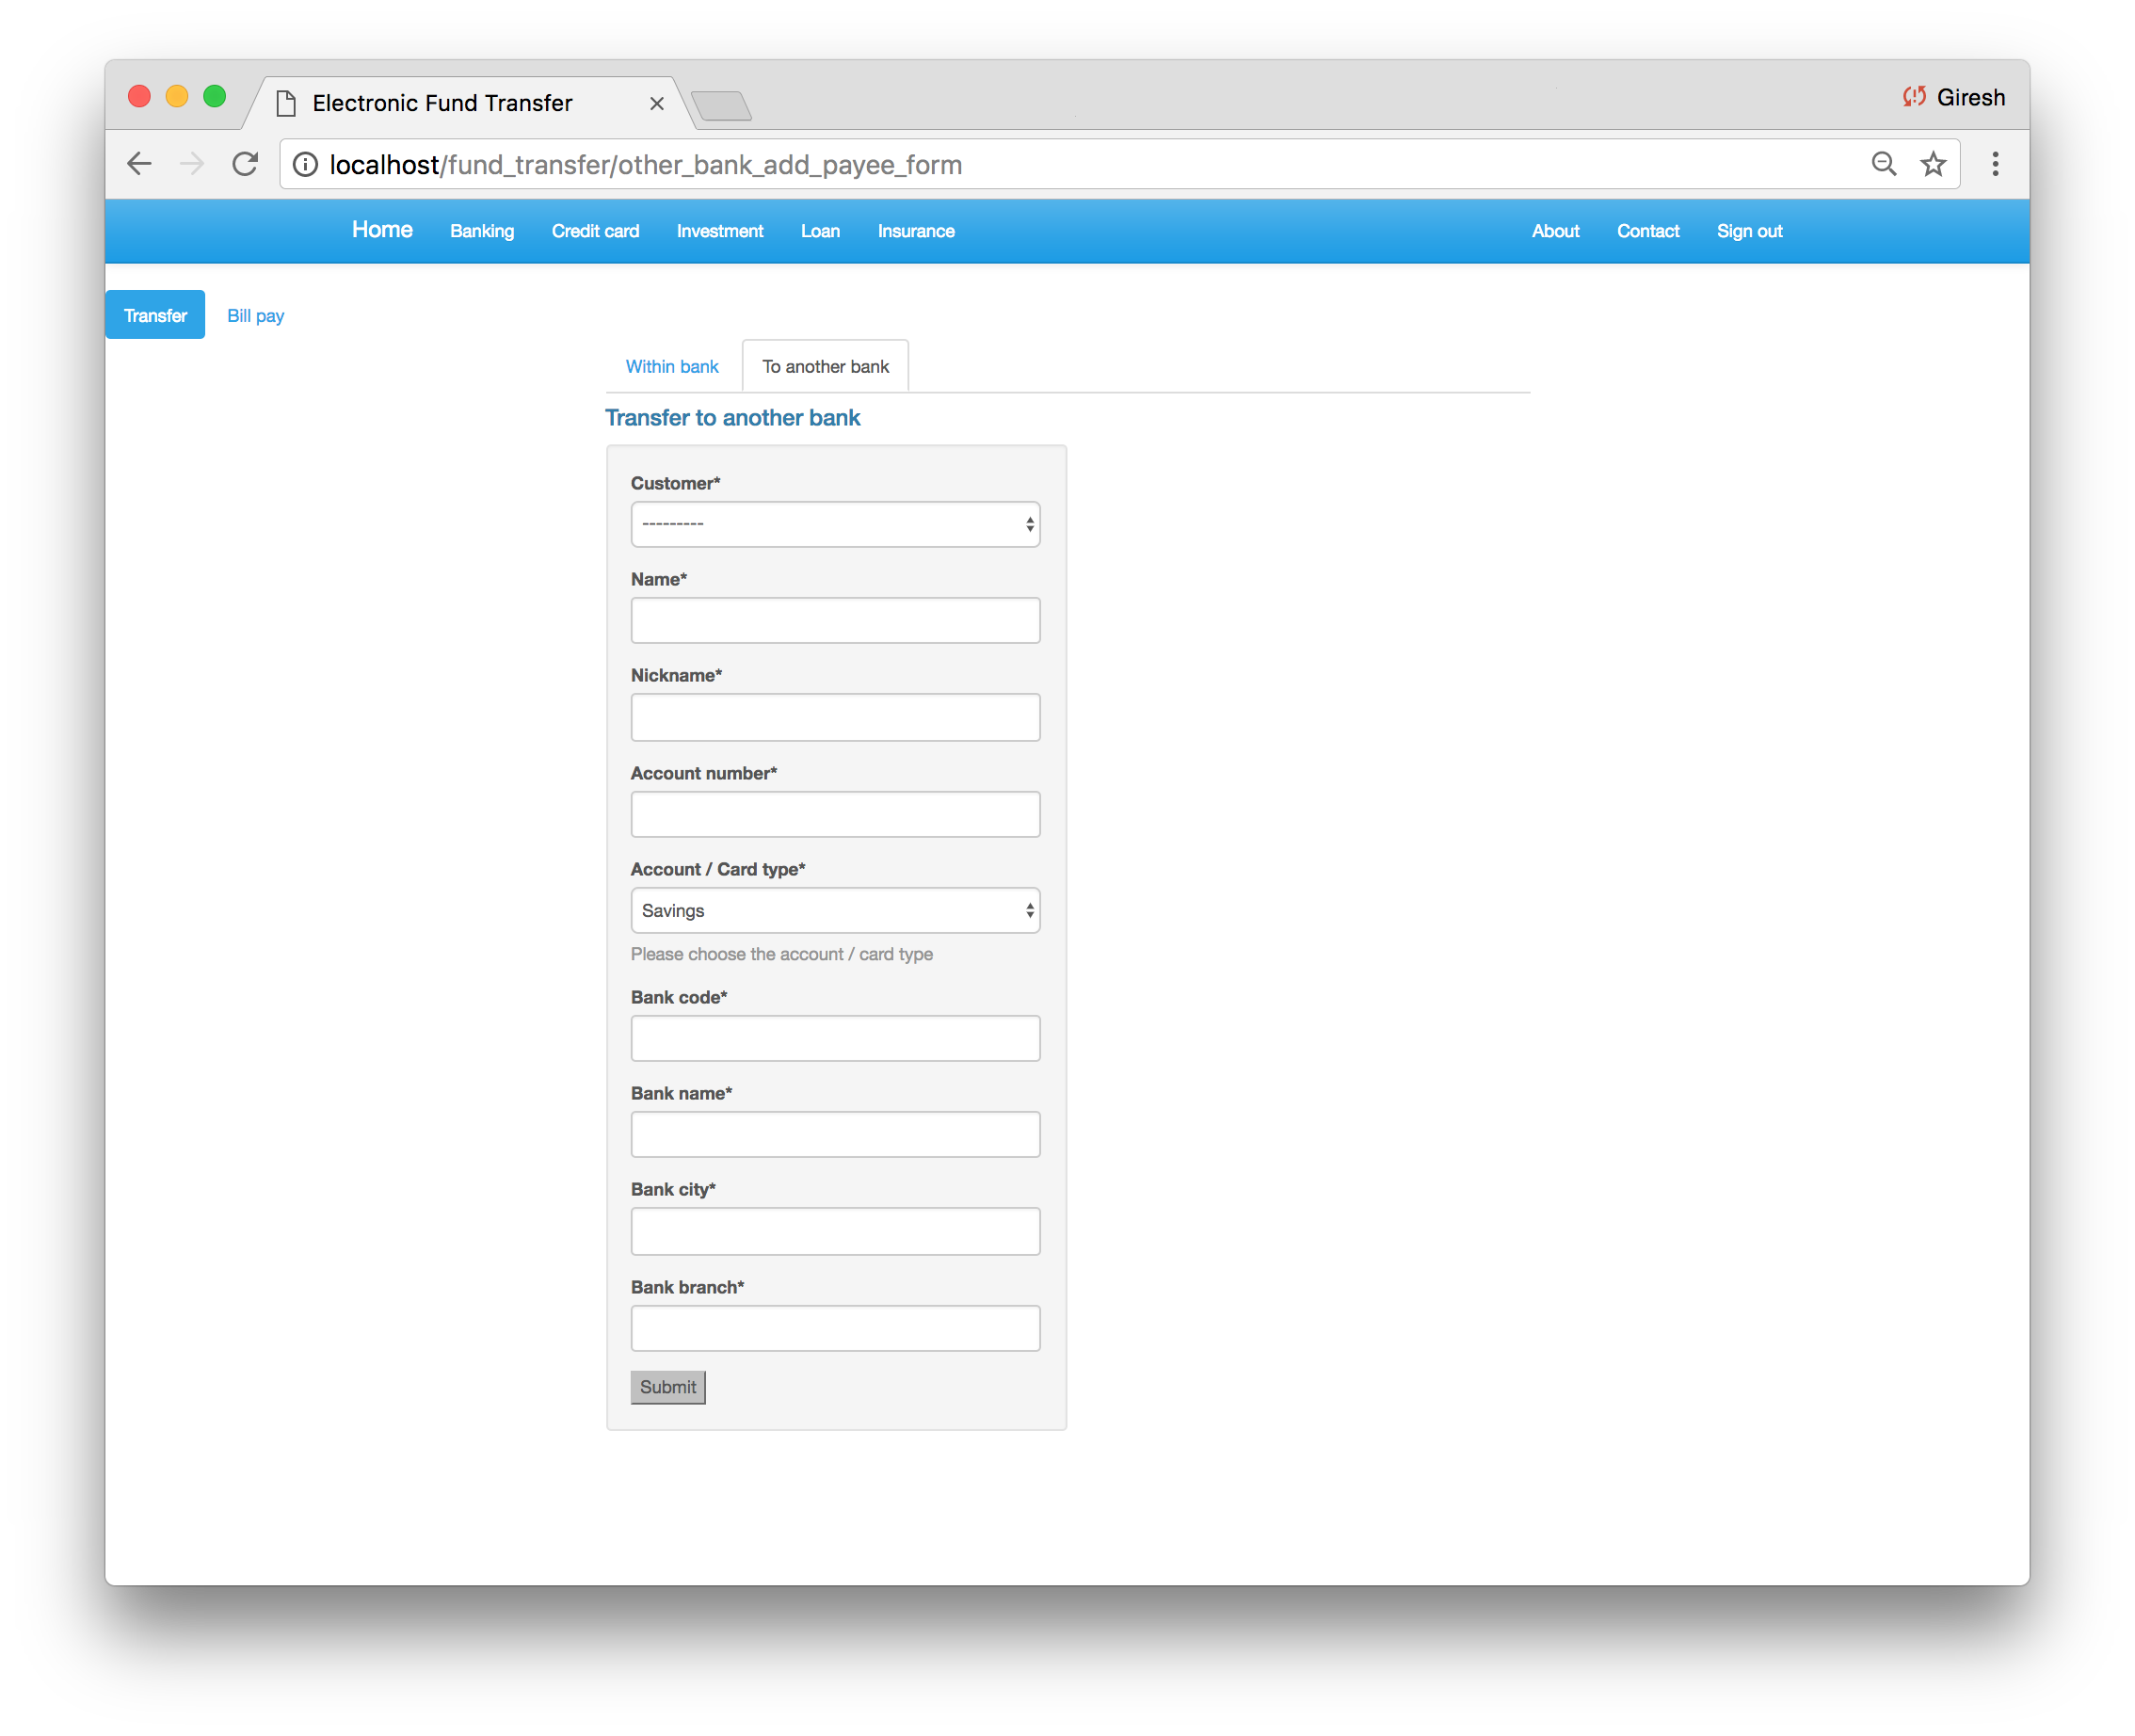 Electronic Fund Transfer
Giresh
localhost/fund_transfer/other_bank_add_payee_form
Home Banking Credit card Investment Loan Insurance About Contact Sign out
Transfer Bill pay
Within bank To another bank
Transfer to another bank
Customer*
---------
Name*
Nickname*
Account number*
Account / Card type*
Savings
Please choose the account / card type
Bank code*
Bank name*
Bank city*
Bank branch*
Submit